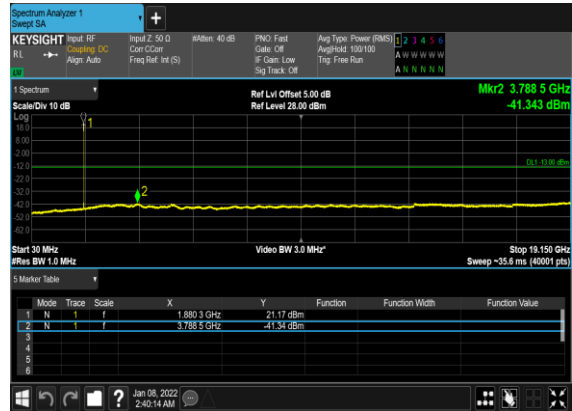 Spectrum Analyzer 1
Swept SA
+
KEYSIGHT Input: RF Input Z: 50 Ω #Atten: 40 dB PNO: Fast Avg Type: Power (RMS) 1 2 3 4 5 6
RL Coupling: DC Corr CCorr Gate: Off Avg|Hold: 100/100 A W W W W W
Align: Auto Freq Ref: Int (S) IF Gain: Low Trig: Free Run
LW Sig Track: Off A N N N N N
1 Spectrum Ref Lvl Offset 5.00 dB Mkr2 3.788 5 GHz
Scale/Div 10 dB Ref Level 28.00 dBm -41.343 dBm
Log
18.0
8.00
-2.00
-12.0
-22.0
-32.0
-42.0
-52.0
-62.0
1
2
DL1 -13.00 dBm
Start 30 MHz Video BW 3.0 MHz* Stop 19.150 GHz
#Res BW 1.0 MHz Sweep ~35.6 ms (40001 pts)
5 Marker Table
Mode Trace Scale X Y Function Function Width Function Value
1 N 1 f 1.880 3 GHz 21.17 dBm
2 N 1 f 3.788 5 GHz -41.34 dBm
3
4
5
6
? Jan 08, 2022
2:40:14 AM